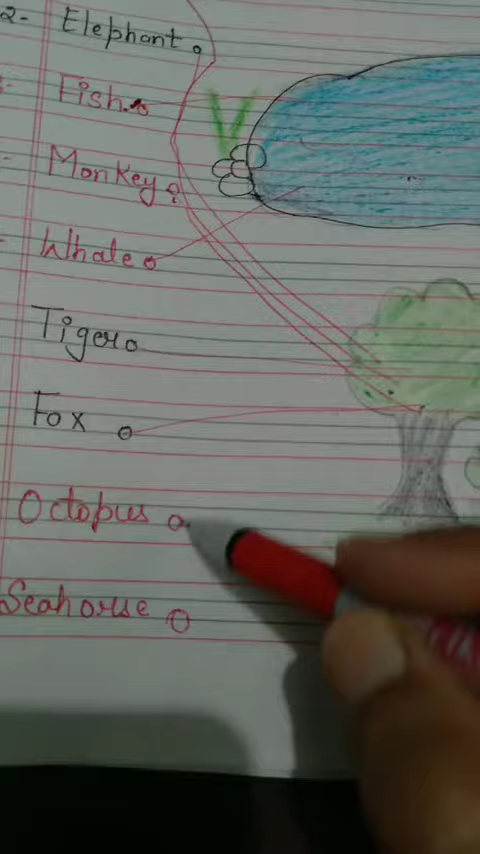 2- Elephant
Fish
Monkey
Whale
Tiger
Fox
Octopus
Seahorse